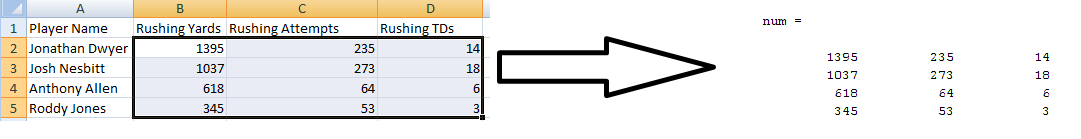 A B C D
1 Player Name Rushing Yards Rushing Attempts Rushing TDs
2 Jonathan Dwyer 1395 235 14
3 Josh Nesbitt 1037 273 18
4 Anthony Allen 618 64 6
5 Roddy Jones 345 53 3
num =
1395 235 14
1037 273 18
618 64 6
345 53 3